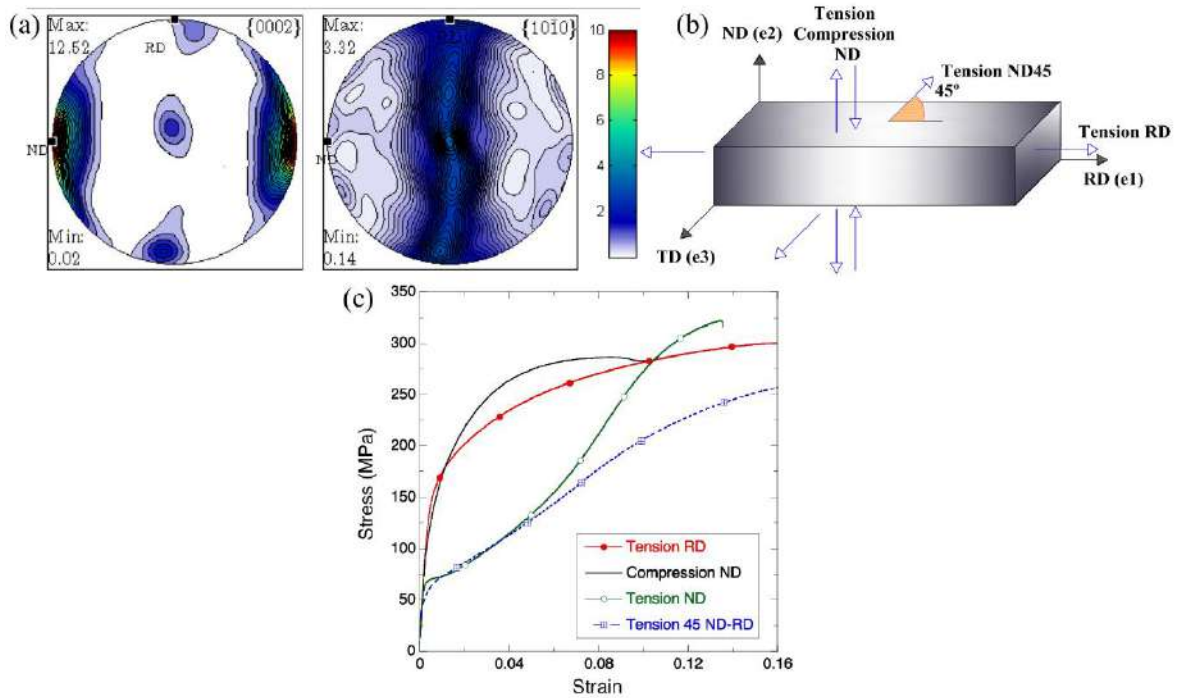 (a)
Max:
12.52
RD
{0002}
ND
Min:
0.02
Max:
3.32
{10-10}
ND
Min:
0.14
10
8
6
4
2
(b)
ND (e2)
Tension
Compression
ND
Tension ND45
45º
Tension RD
RD (e1)
TD (e3)
(c)
350
300
250
200
150
100
50
0
Stress (MPa)
0
0.04
0.08
0.12
0.16
Strain
Tension RD
Compression ND
Tension ND
Tension 45 ND-RD